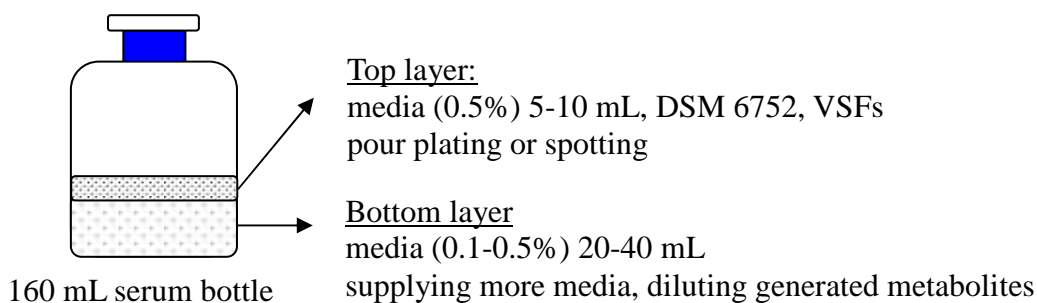 Top layer:
media (0.5%) 5-10 mL, DSM 6752, VSFs
pour plating or spotting
Bottom layer
media (0.1-0.5%) 20-40 mL
supplying more media, diluting generated metabolites
160 mL serum bottle